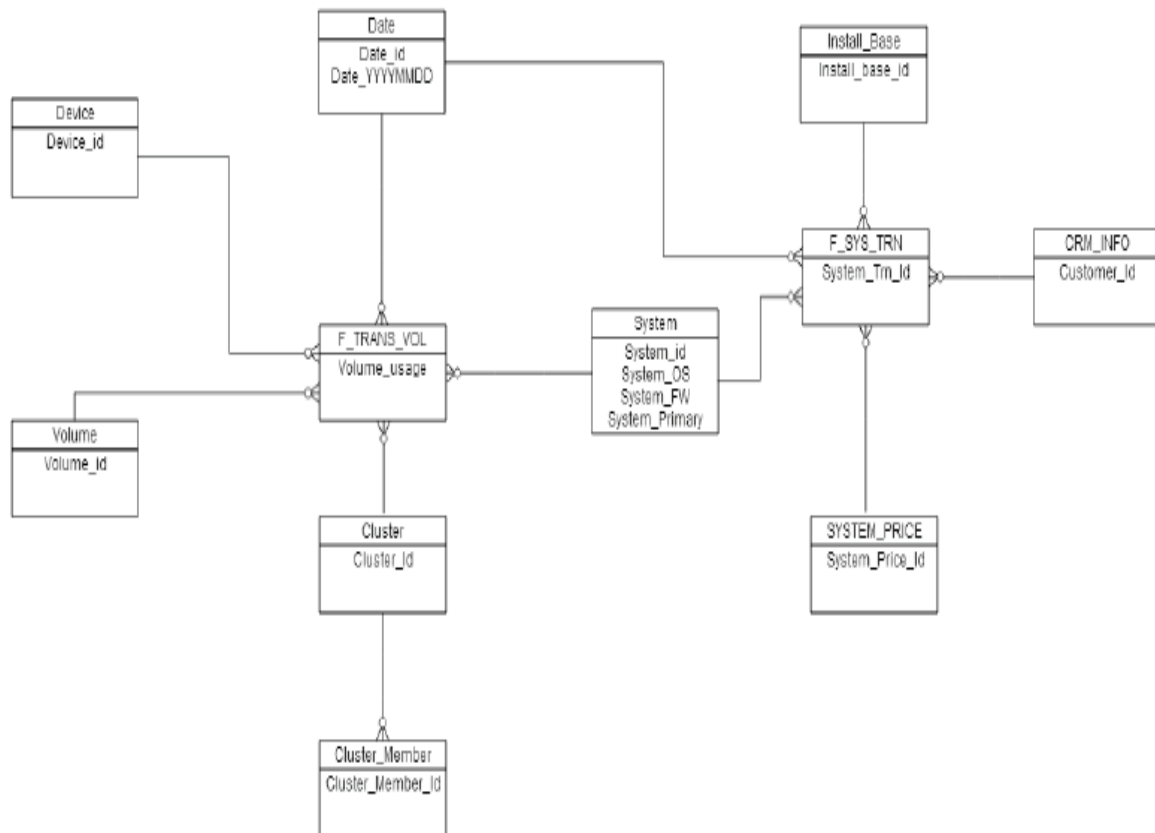 Date
Date_id
Date_YYYYMMDD
Install_Base
Install_base_id
Device
Device_id
F_SYS_TRN
System_Trn_Id
CRM_INFO
Customer_Id
F_TRANS_VOL
Volume_usage
System
System_id
System_OS
System_FW
System_Primary
Volume
Volume_id
Cluster
Cluster_Id
SYSTEM_PRICE
System_Price_Id
Cluster_Member
Cluster_Member_Id